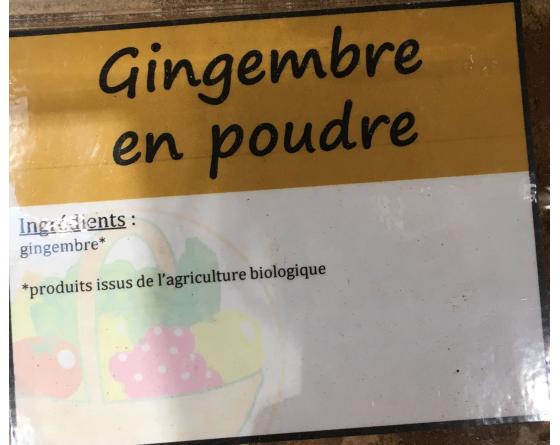 Gingembre
en poudre
Ingrédients :
gingembre*
*produits issus de l'agriculture biologique